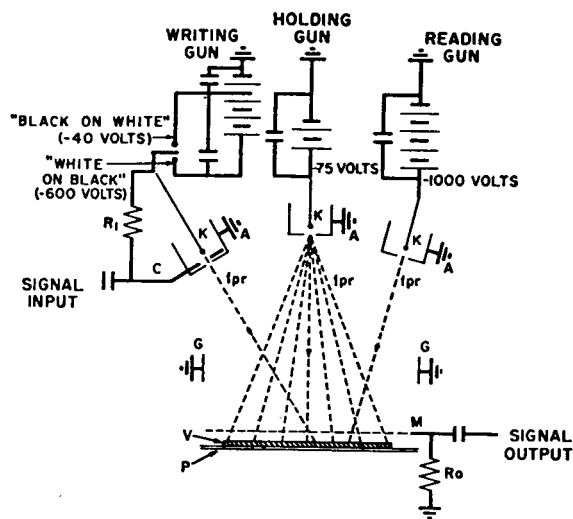 WRITING
GUN
HOLDING
GUN
READING
GUN
"BLACK ON WHITE"
(-40 VOLTS)
"WHITE
ON BLACK"
(-600 VOLTS)
-75 VOLTS
-1000 VOLTS
R1
K
A
K
A
K
A
C
SIGNAL
INPUT
fpr
fpr
fpr
G
G
M
V
P
SIGNAL
OUTPUT
Ro